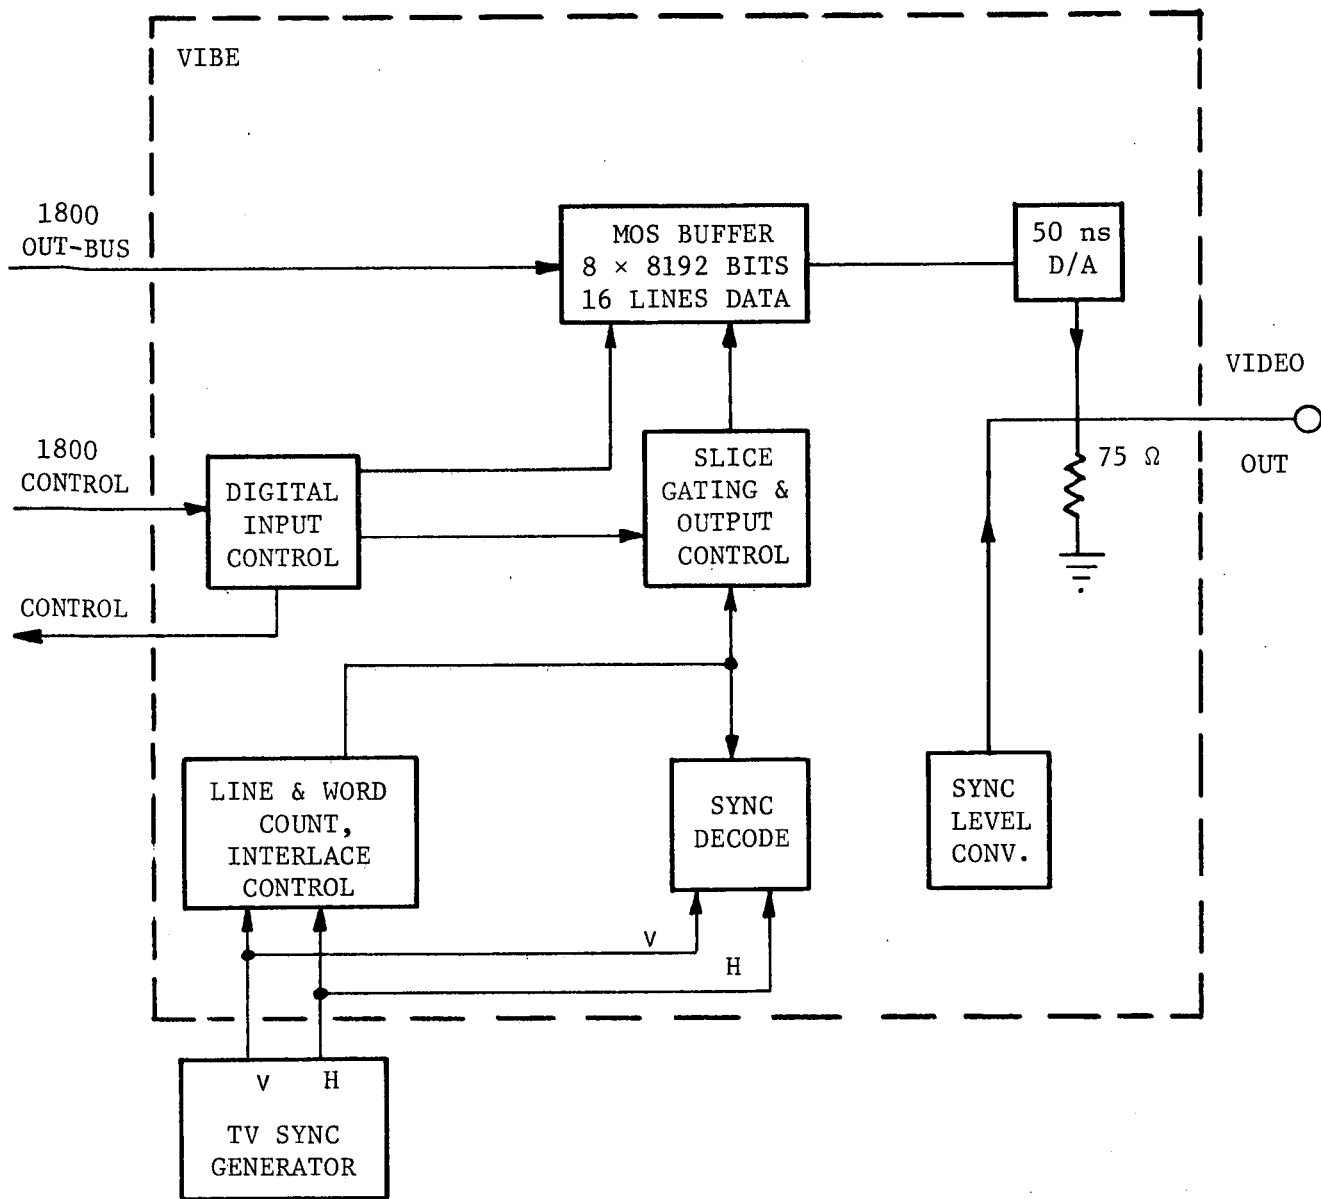 VIBE
1800
OUT-BUS
MOS BUFFER
8 × 8192 BITS
16 LINES DATA
50 ns
D/A
VIDEO
OUT
75 Ω
1800
CONTROL
DIGITAL
INPUT
CONTROL
SLICE
GATING &
OUTPUT
CONTROL
CONTROL
LINE & WORD
COUNT,
INTERLACE
CONTROL
SYNC
DECODE
SYNC
LEVEL
CONV.
V
H
V H
TV SYNC
GENERATOR